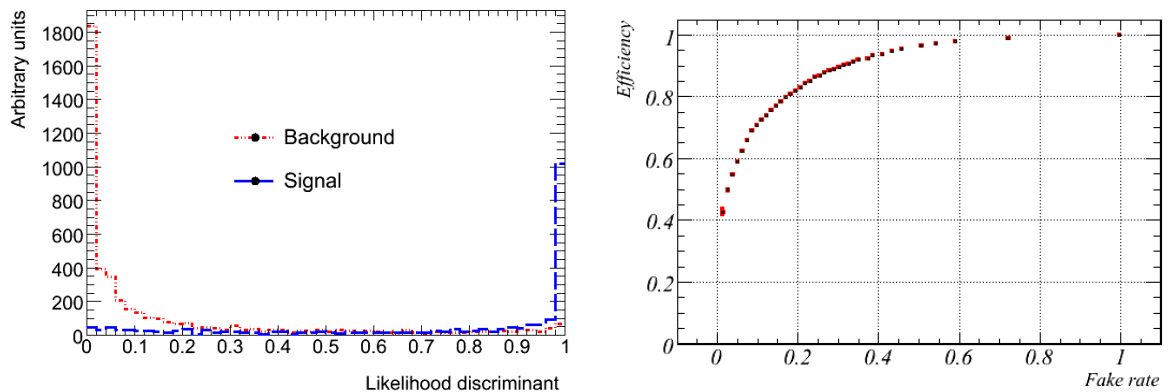 Arbitrary units
1800
1600
1400
1200
1000
800
600
400
200
0
0 0.1 0.2 0.3 0.4 0.5 0.6 0.7 0.8 0.9 1
Likelihood discriminant
Background
Signal
Efficiency
1
0.8
0.6
0.4
0.2
0
0 0.2 0.4 0.6 0.8 1
Fake rate